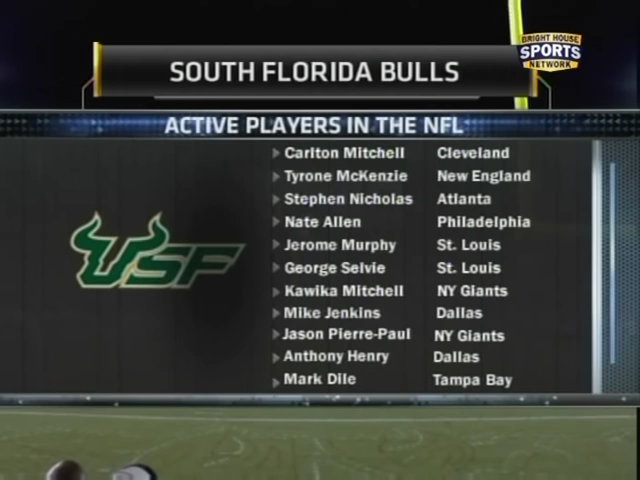 BRIGHT HOUSE
SPORTS
NETWORK
SOUTH FLORIDA BULLS
ACTIVE PLAYERS IN THE NFL
Carlton Mitchell Cleveland
Tyrone McKenzie New England
Stephen Nicholas Atlanta
Nate Allen Philadelphia
Jerome Murphy St. Louis
George Selvie St. Louis
Kawika Mitchell NY Giants
Mike Jenkins Dallas
Jason Pierre-Paul NY Giants
Anthony Henry Dallas
Mark Dile Tampa Bay
USF